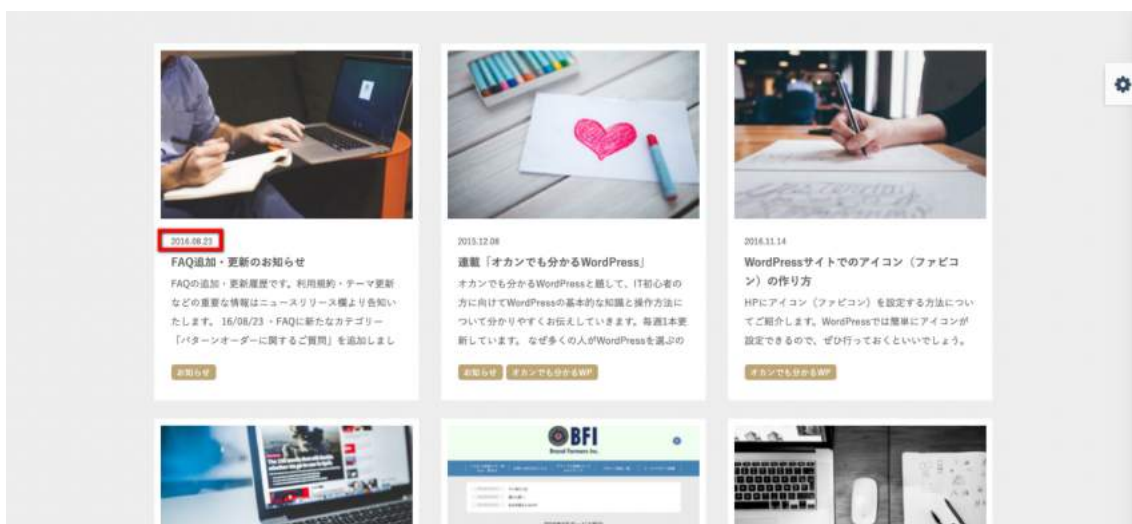 2016.08.23
FAQ追加・更新のお知らせ
FAQの追加・更新履歴です。利用規約・テーマ更新
などの重要な情報はニュースリリース欄より告知い
たします。 16/08/23 ・FAQに新たなカテゴリー
「パターンオーダーに関するご質問」を追加しまし
お知らせ
2015.12.08
連載「オカンでも分かるWordPress」
オカンでも分かるWordPressと題して、IT初心者の
方に向けてWordPressの基本的な知識と操作方法に
ついて分かりやすくお伝えしていきます。毎週1本更
新しています。 なぜ多くの人がWordPressを選ぶの
お知らせ オカンでも分かるWP
2016.11.14
WordPressサイトでのアイコン（ファビコ
ン）の作り方
HPにアイコン（ファビコン）を設定する方法につい
てご紹介します。WordPressでは簡単にアイコンが
設定できるので、ぜひ行っておくといいでしょう。
オカンでも分かるWP
BFI
Brand Farmers Inc.